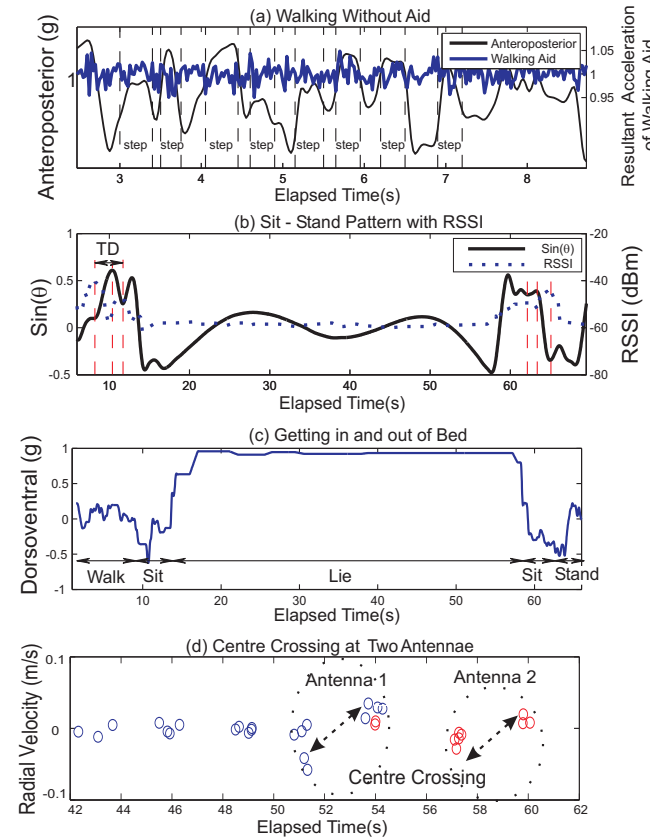 (a) Walking Without Aid
Anteroposter
Walking Aid
Anteroposterior (g)
1
1.05
1
0.95
Resultant Acceleration
of Walking Aid
step step step step step step step step
3 4 5 6 7 8
Elapsed Time(s)
(b) Sit - Stand Pattern with RSSI
TD
Sin(θ)
RSSI
Sin(θ)
1
0.5
0
-0.5
-20
-40
-60
-80
RSSI (dBm)
10 20 30 40 50 60
Elapsed Time(s)
(c) Getting in and out of Bed
Dorsoventral (g)
1
0.5
0
-0.5
-1
Walk Sit Lie Sit Stand
10 20 30 40 50 60
Elapsed Time(s)
(d) Centre Crossing at Two Antennae
Radial Velocity (m/s)
0.1
0
-0.1
Antenna 1
Antenna 2
Centre Crossing
42 44 46 48 50 52 54 56 58 60 62
Elapsed Time(s)